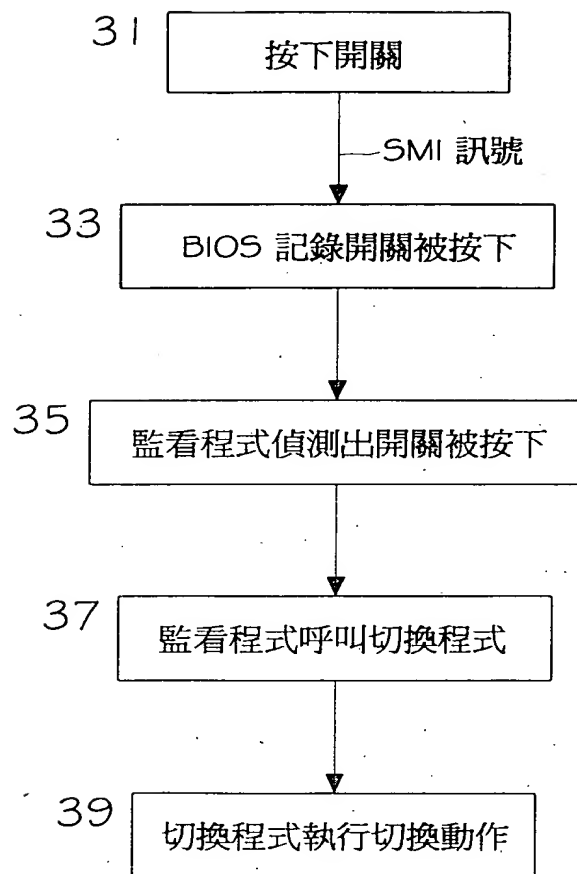 31
按下開關
SMI 訊號
33
BIOS 記錄開關被按下
35
監看程式偵測出開關被按下
37
監看程式呼叫切換程式
39
切換程式執行切換動作